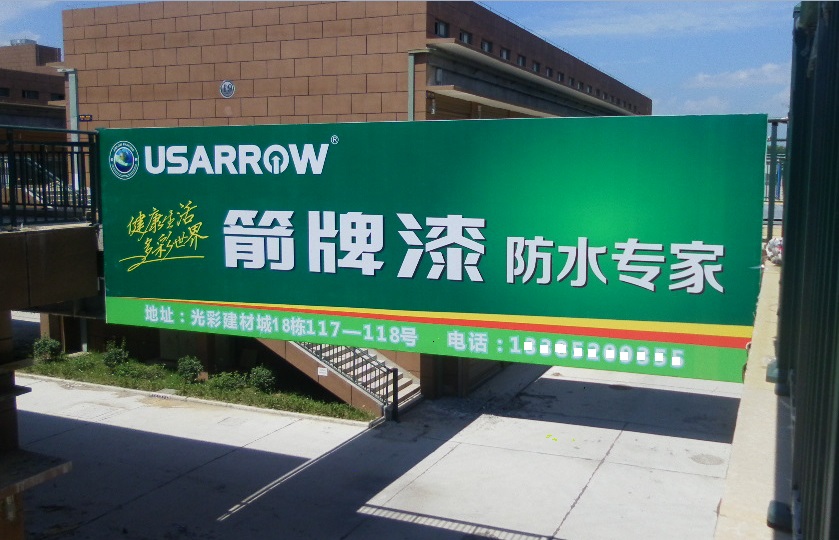 USARROW®
健康生活
多彩世界
箭牌漆 防水专家
地址：光彩建材城18栋117—118号 电话：